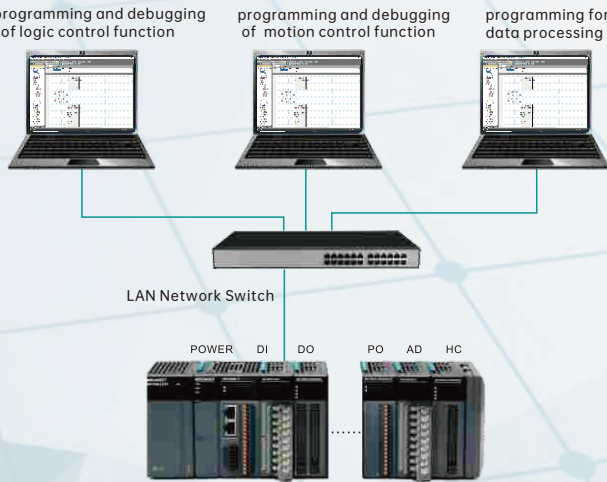 programming and debugging
of logic control function
programming and debugging
of motion control function
programming for
data processing
LAN Network Switch
POWER DI DO PO AD HC
......